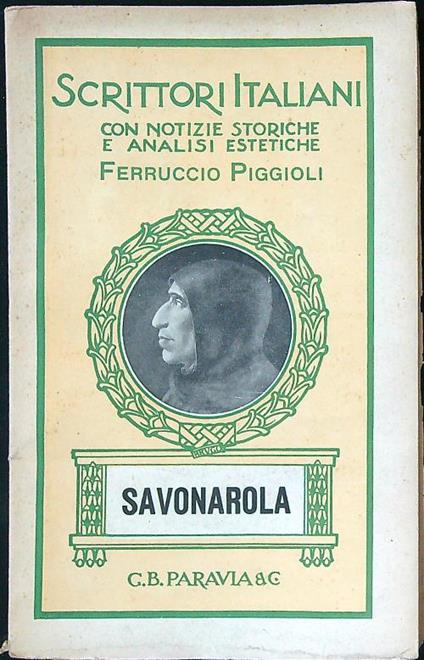 SCRITTORI ITALIANI
CON NOTIZIE STORICHE
E ANALISI ESTETICHE
FERRUCCIO PIGGIOLI
SAVONAROLA
G.B. PARAVIA & C.